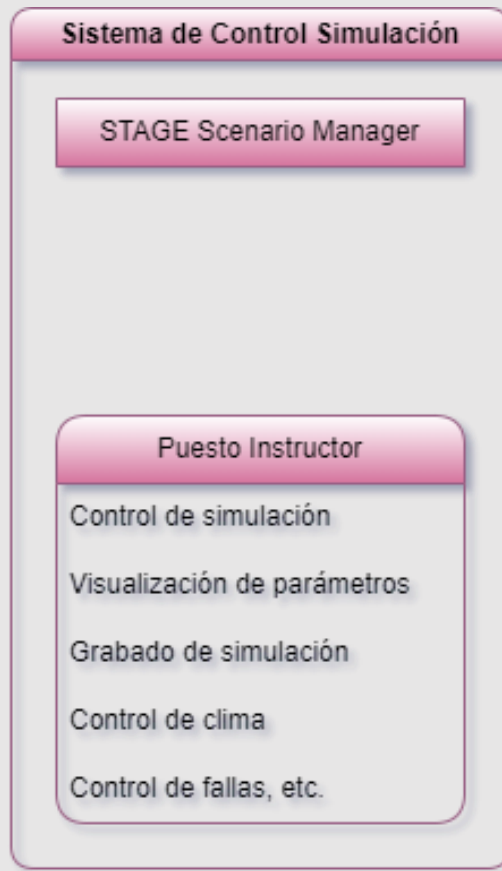 Sistema de Control Simulación
STAGE Scenario Manager
Puesto Instructor
Control de simulación
Visualización de parámetros
Grabado de simulación
Control de clima
Control de fallas, etc.